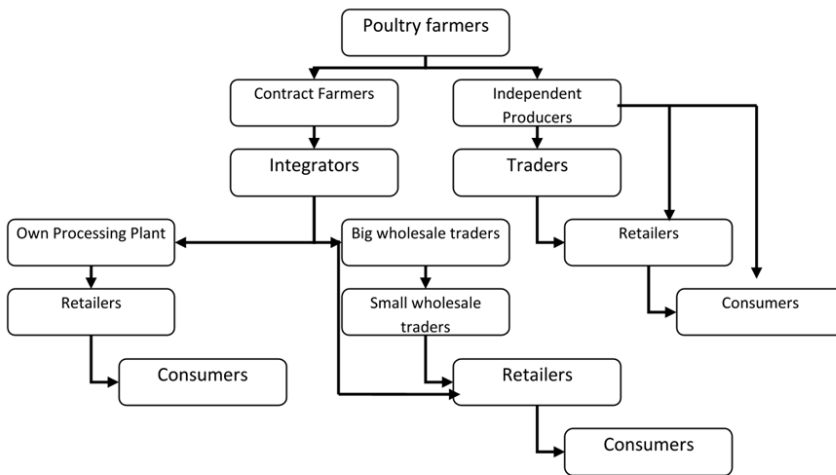 Poultry farmers
Contract Farmers
Independent
Producers
Integrators
Traders
Own Processing Plant
Big wholesale traders
Retailers
Retailers
Small wholesale
traders
Consumers
Consumers
Retailers
Consumers